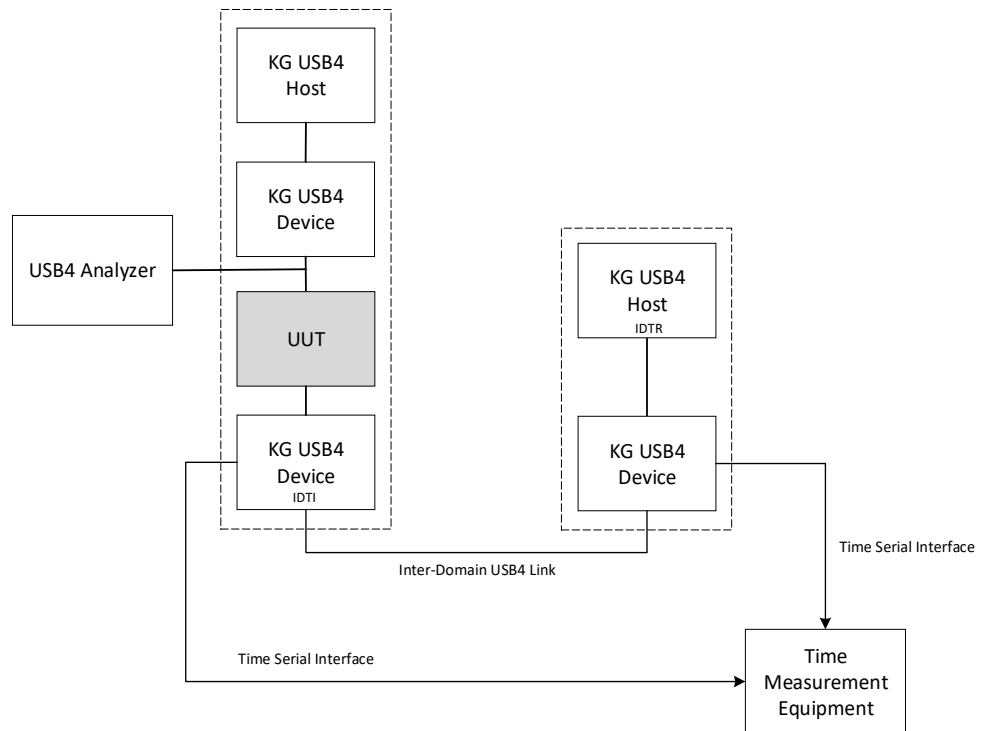 KG USB4
Host
KG USB4
Device
USB4 Analyzer
UUT
KG USB4
Device
IDTI
KG USB4
Host
IDTR
KG USB4
Device
Inter-Domain USB4 Link
Time Serial Interface
Time Serial Interface
Time
Measurement
Equipment